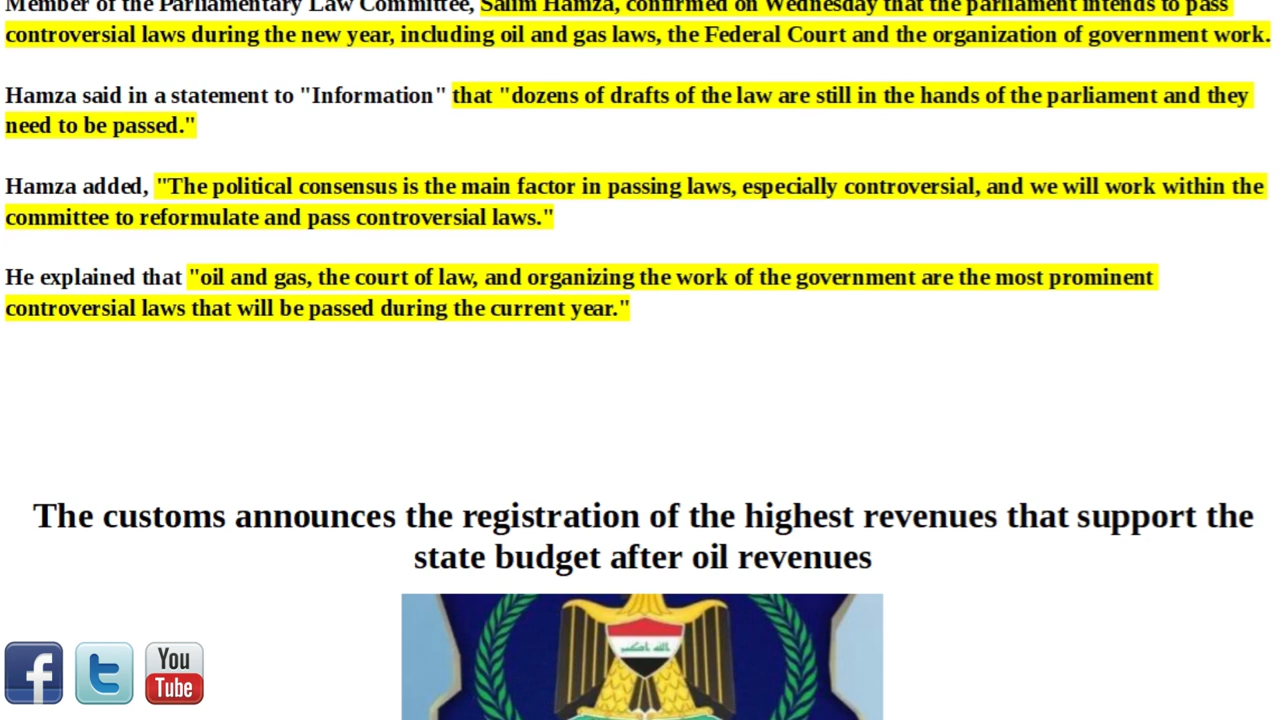 Member of the Parliamentary Law Committee, Salim Hamza, confirmed on Wednesday that the parliament intends to pass
controversial laws during the new year, including oil and gas laws, the Federal Court and the organization of government work.
Hamza said in a statement to "Information" that "dozens of drafts of the law are still in the hands of the parliament and they
need to be passed."
Hamza added, "The political consensus is the main factor in passing laws, especially controversial, and we will work within the
committee to reformulate and pass controversial laws."
He explained that "oil and gas, the court of law, and organizing the work of the government are the most prominent
controversial laws that will be passed during the current year."
The customs announces the registration of the highest revenues that support the
state budget after oil revenues
الله اكبر
f
t
You
Tube